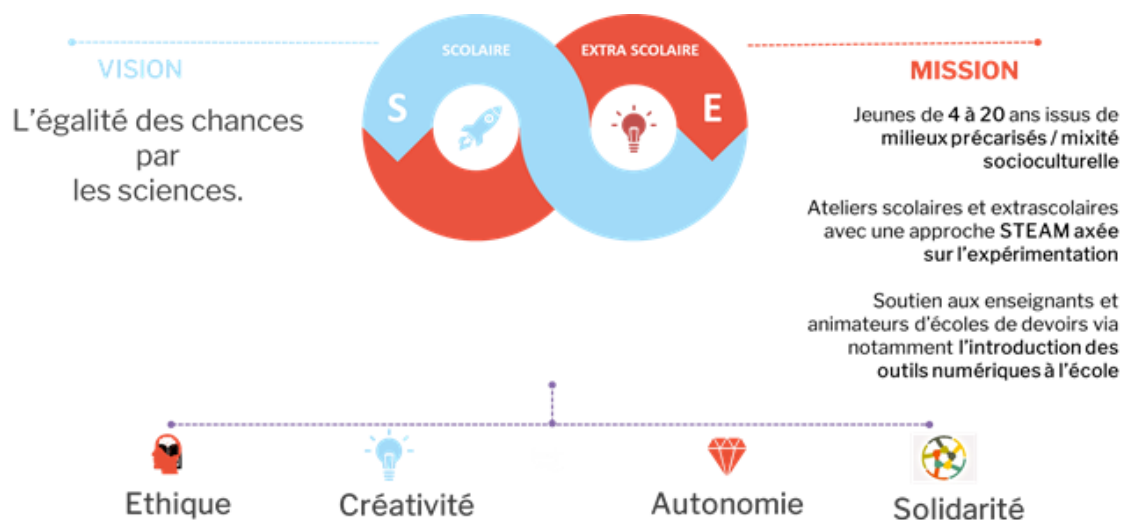 SCOLAIRE
EXTRA SCOLAIRE
S
E
VISION
L’égalité des chances
par
les sciences.
MISSION
Jeunes de 4 à 20 ans issus de
milieux précarisés / mixité
socioculturelle
Ateliers scolaires et extrascolaires
avec une approche STEAM axée
sur l’expérimentation
Soutien aux enseignants et
animateurs d’écoles de devoirs via
notamment l’introduction des
outils numériques à l’école
Ethique
Créativité
Autonomie
Solidarité